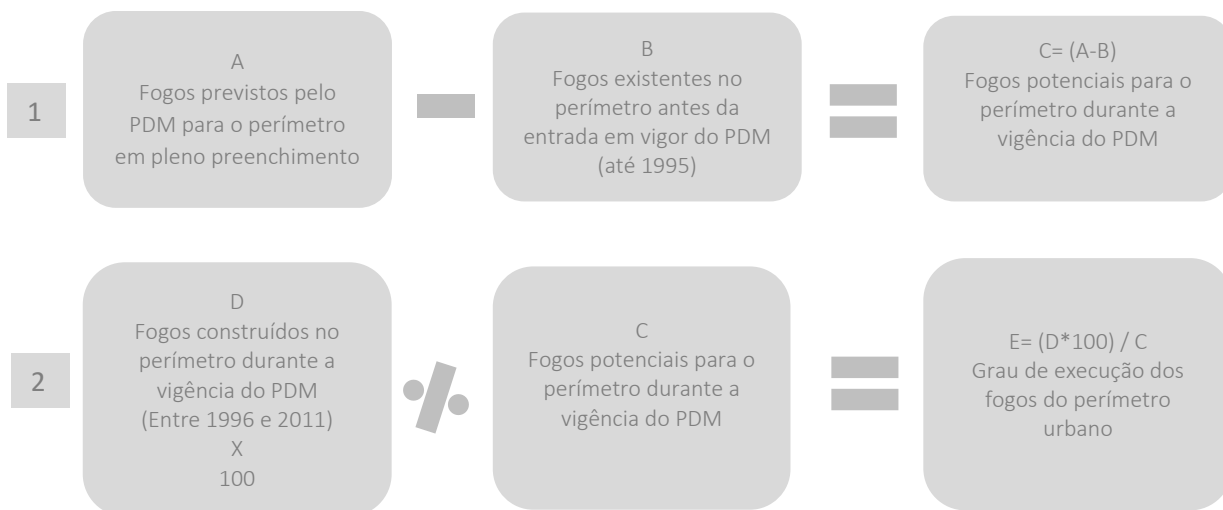 1
A
Fogos previstos pelo
PDM para o perímetro
em pleno preenchimento
B
Fogos existentes no
perímetro antes da
entrada em vigor do PDM
(até 1995)
C= (A-B)
Fogos potenciais para o
perímetro durante a
vigência do PDM
2
D
Fogos construídos no
perímetro durante a
vigência do PDM
(Entre 1996 e 2011)
X
100
C
Fogos potenciais para o
perímetro durante a
vigência do PDM
E= (D*100) / C
Grau de execução dos
fogos do perímetro
urbano